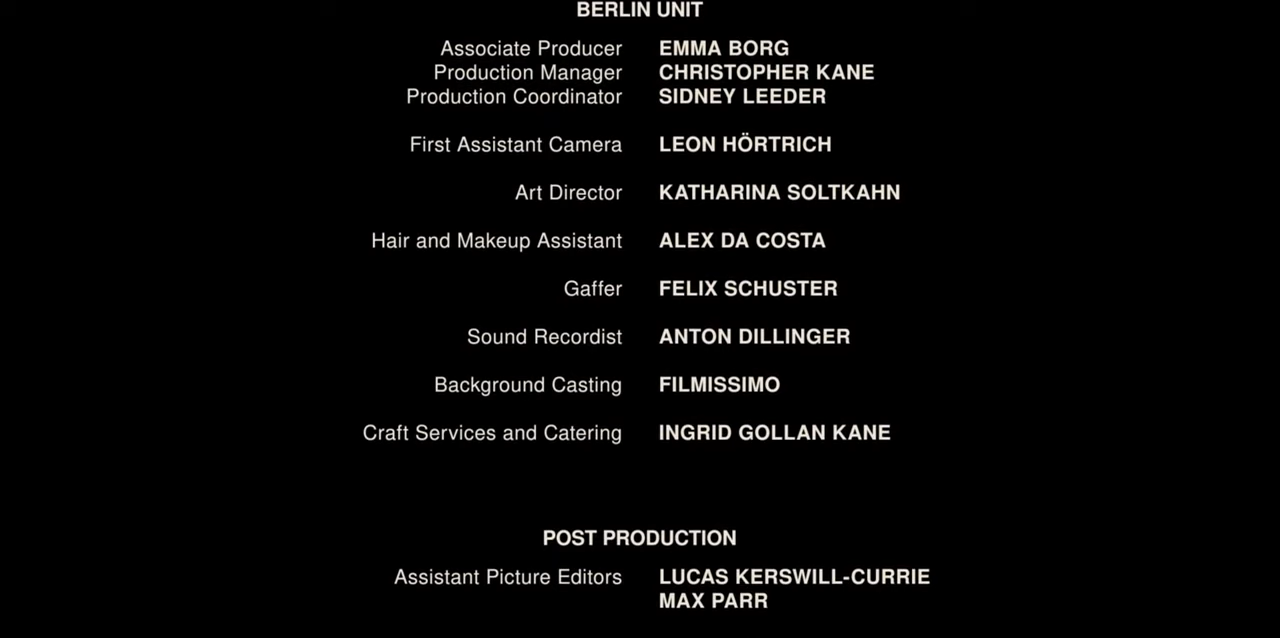 BERLIN UNIT
Associate Producer EMMA BORG
Production Manager CHRISTOPHER KANE
Production Coordinator SIDNEY LEEDER
First Assistant Camera LEON HÖRTRICH
Art Director KATHARINA SOLTKAHN
Hair and Makeup Assistant ALEX DA COSTA
Gaffer FELIX SCHUSTER
Sound Recordist ANTON DILLINGER
Background Casting FILMISSIMO
Craft Services and Catering INGRID GOLLAN KANE
POST PRODUCTION
Assistant Picture Editors LUCAS KERSWILL-CURRIE
MAX PARR